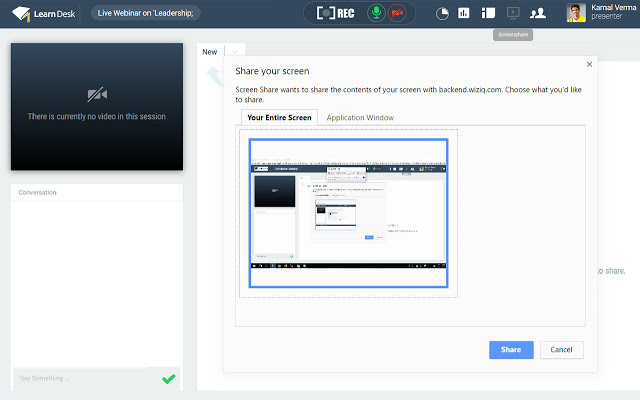 LearnDesk
Live Webinar on 'Leadership;
REC
Kamal Verma
presenter
Screenshare
New
There is currently no video in this session
Conversation
Say Something ...
Share your screen
Screen Share wants to share the contents of your screen with backend.wiziq.com. Choose what you'd like
to share.
Your Entire Screen
Application Window
to share.
Share
Cancel